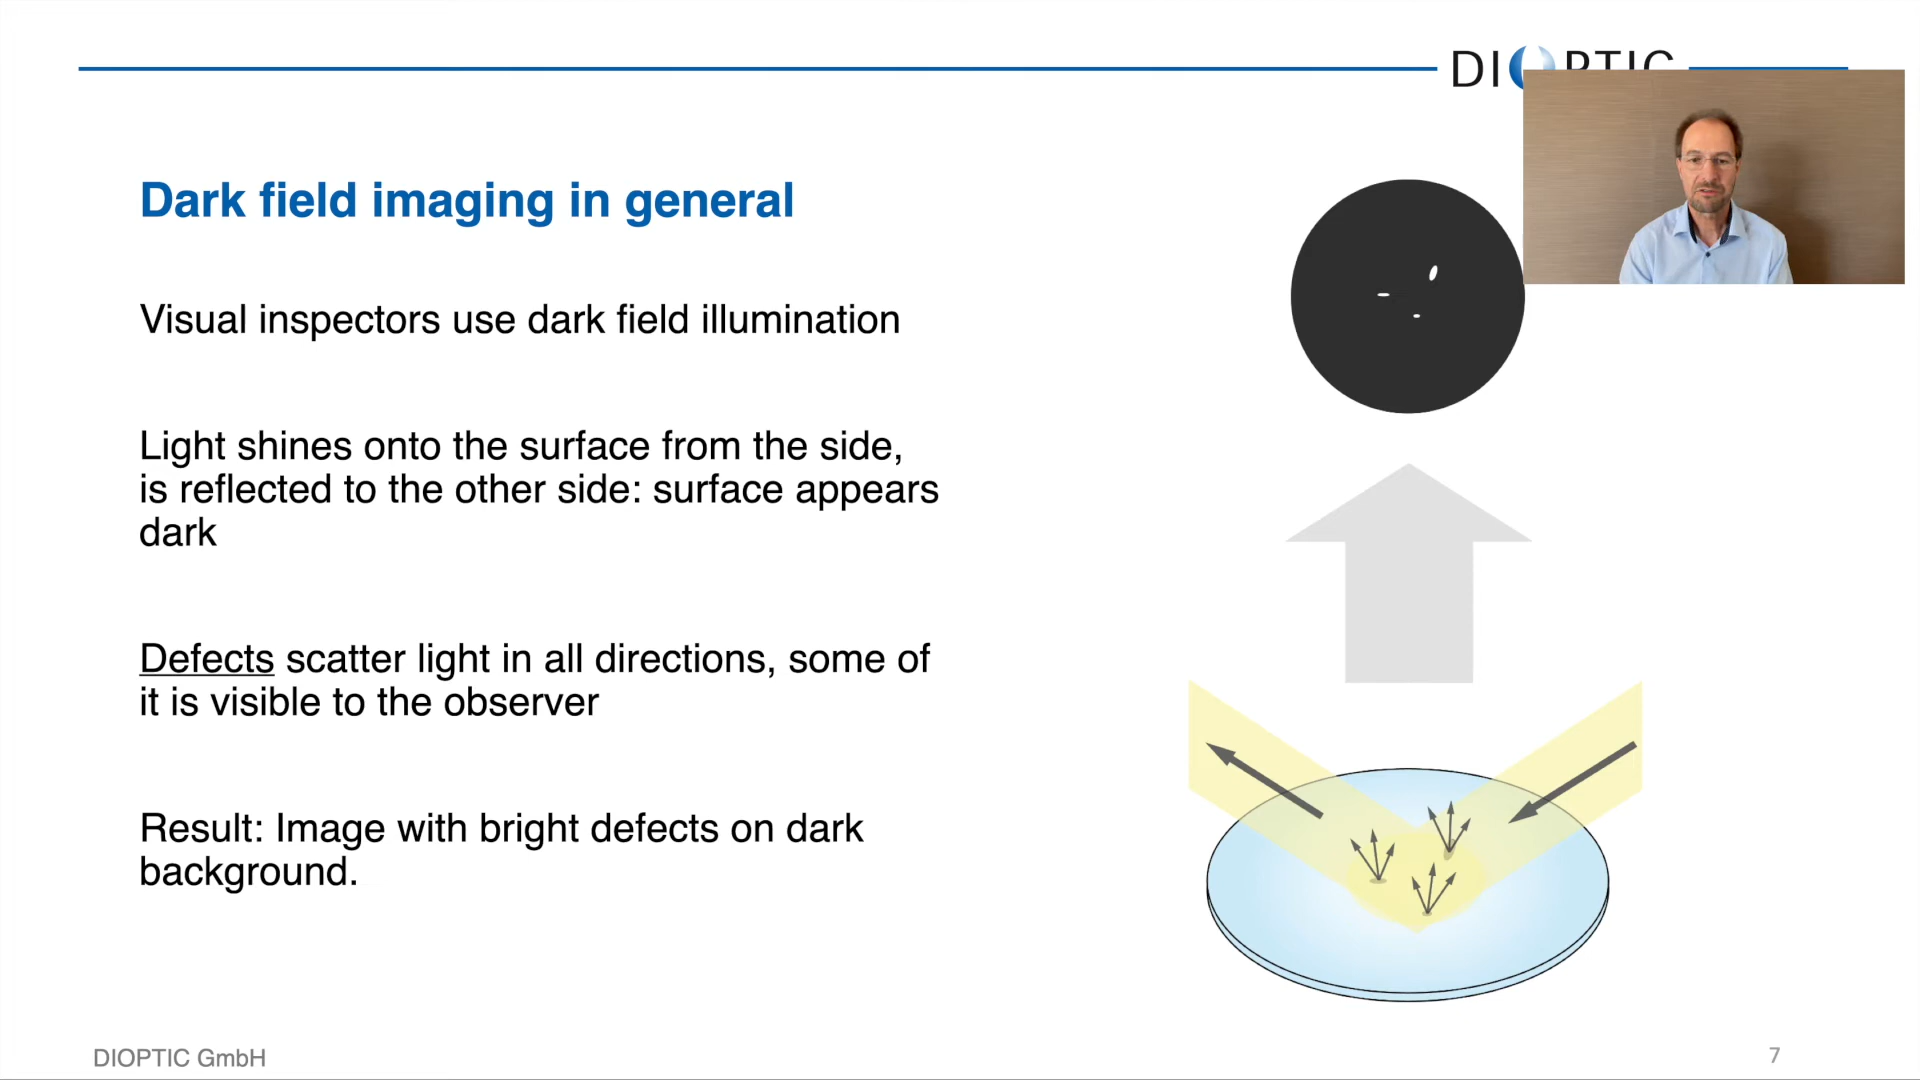 DIOPTIC
Dark field imaging in general
Visual inspectors use dark field illumination
Light shines onto the surface from the side,
is reflected to the other side: surface appears
dark
Defects scatter light in all directions, some of
it is visible to the observer
Result: Image with bright defects on dark
background.
DIOPTIC GmbH
7